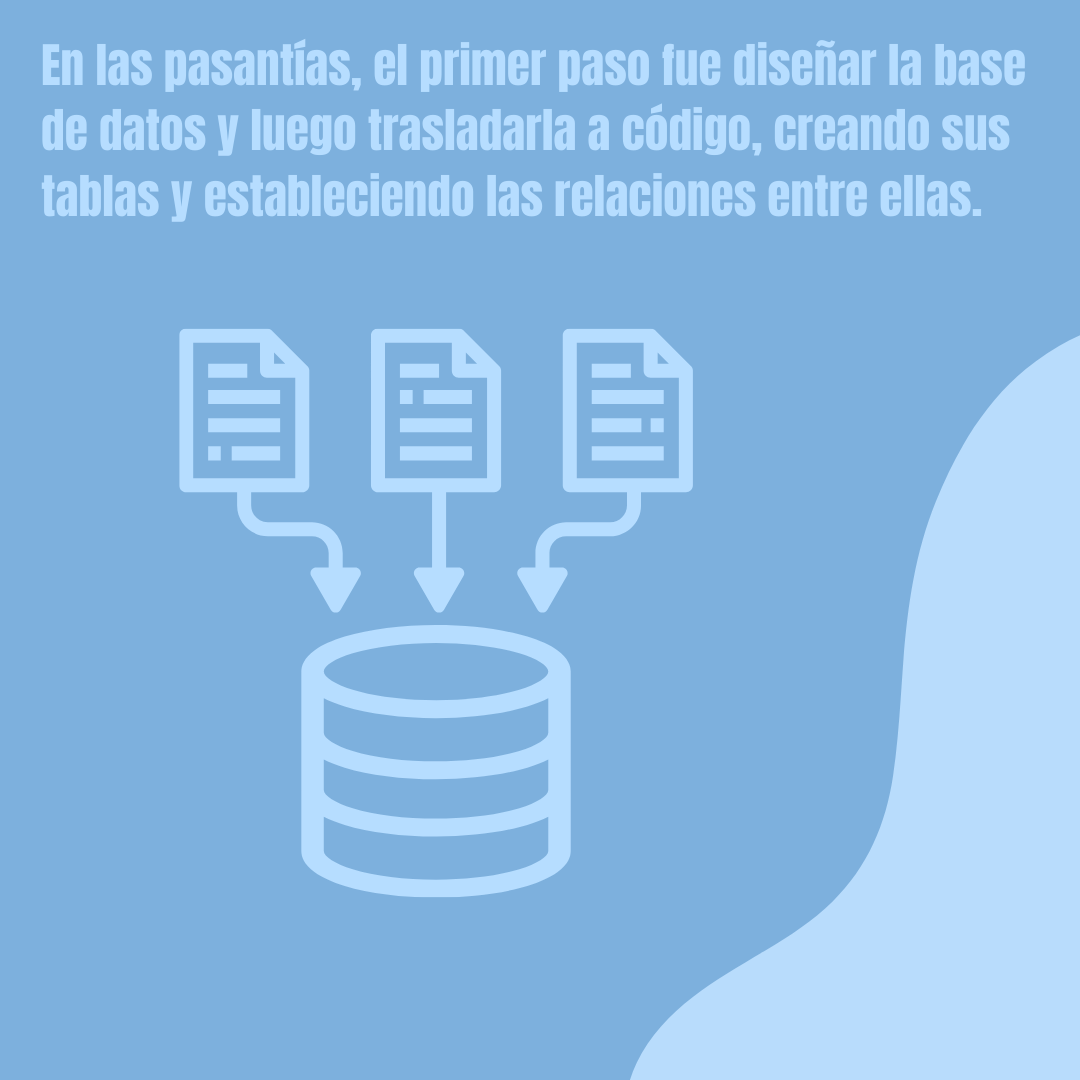 En las pasantías, el primer paso fue diseñar la base
de datos y luego trasladarla a código, creando sus
tablas y estableciendo las relaciones entre ellas.